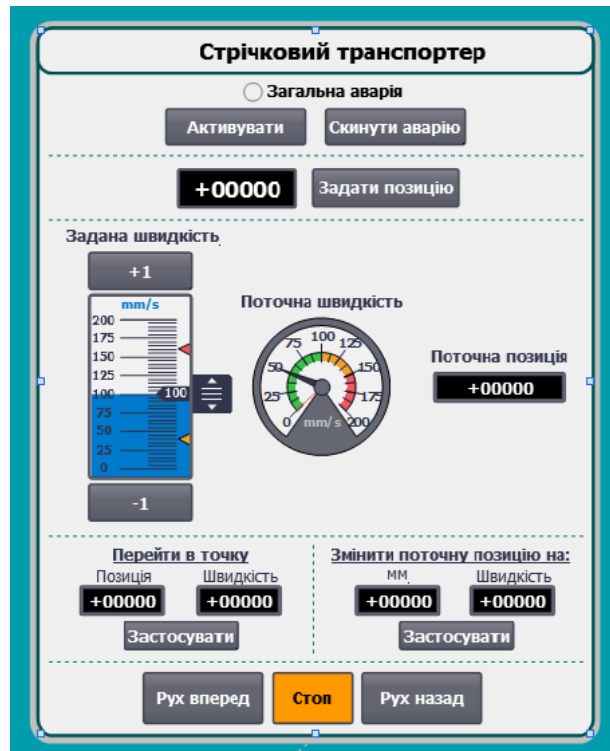 Стрічковий транспортер
Загальна аварія
Активувати Скинути аварію
+00000 Задати позицію
Задана швидкість
+1
mm/s
200
175
150
125
100
75
50
25
0
100
-1
Поточна швидкість
0 25 50 75 100 125 150 175 200
mm/s
Поточна позиція
+00000
Перейти в точку
Позиція Швидкість
+00000 +00000
Застосувати
Змінити поточну позицію на:
мм Швидкість
+00000 +00000
Застосувати
Рух вперед Стоп Рух назад